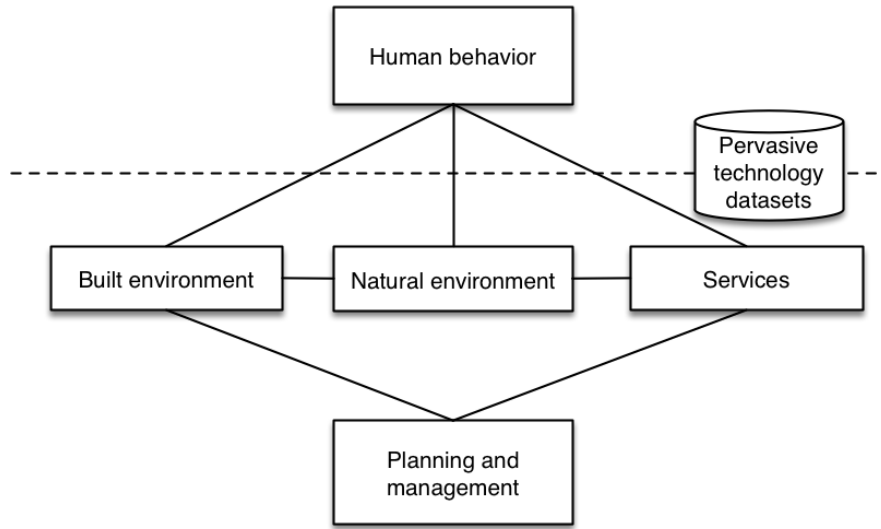 Human behavior
Pervasive
technology
datasets
Built environment
Natural environment
Services
Planning and
management